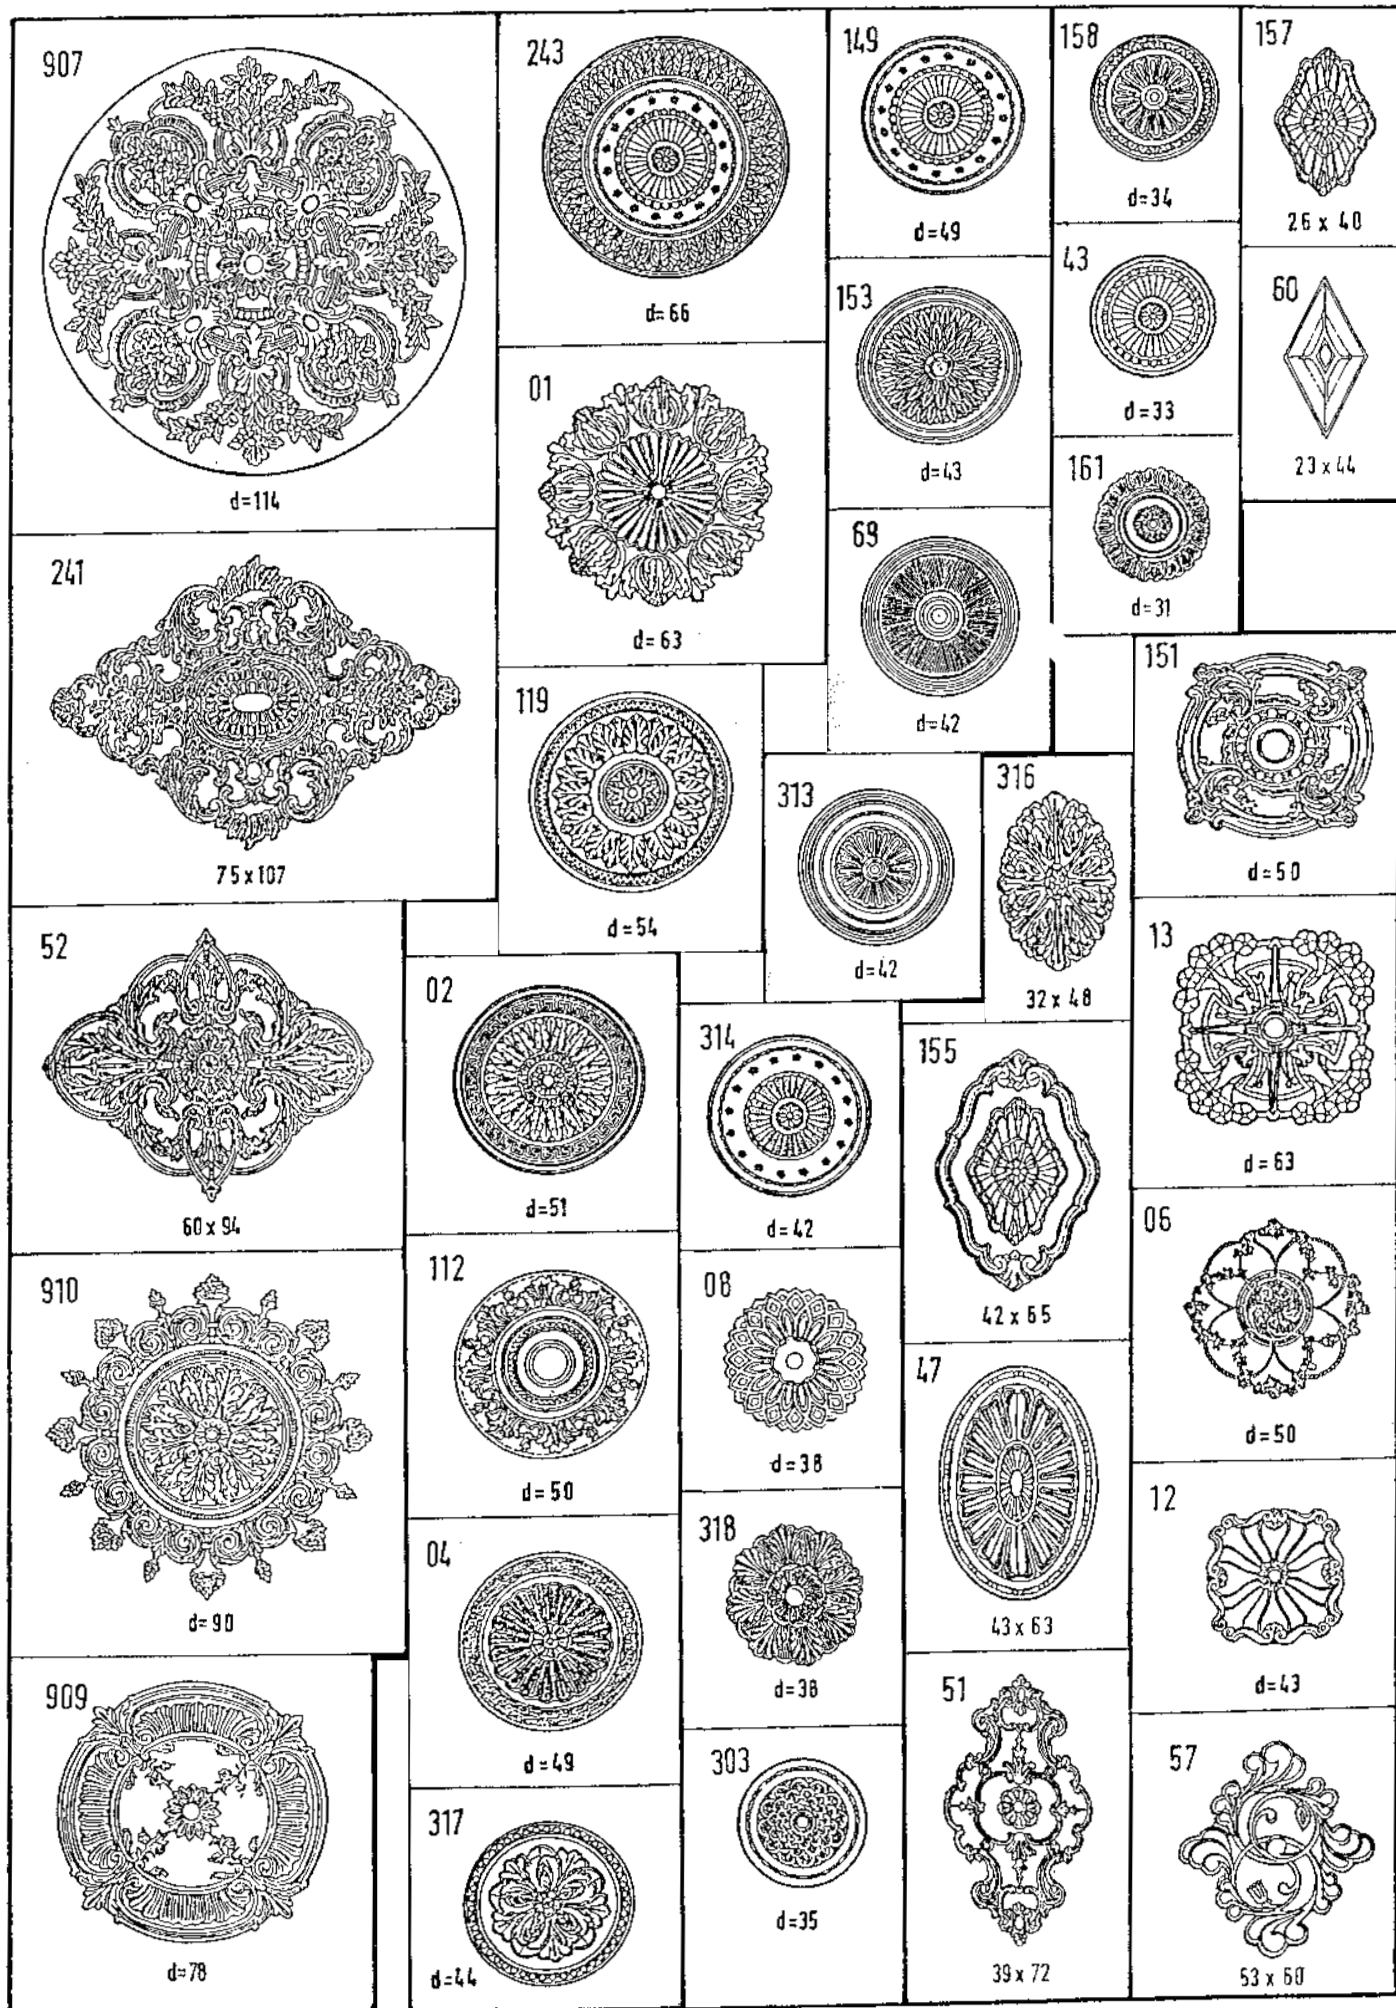 907
d=114
243
d=66
149
d=49
158
d=34
157
26 x 40
43
d=33
60
23 x 44
153
d=43
01
d=63
161
d=31
69
d=42
241
75 x 107
119
d=54
313
d=42
316
32 x 48
151
d=50
52
60 x 94
02
d=51
314
d=42
155
42 x 65
13
d=63
910
d=90
112
d=50
08
d=38
47
43 x 63
06
d=50
04
d=49
318
d=38
12
d=43
909
d=78
317
d=44
303
d=35
51
39 x 72
57
53 x 60